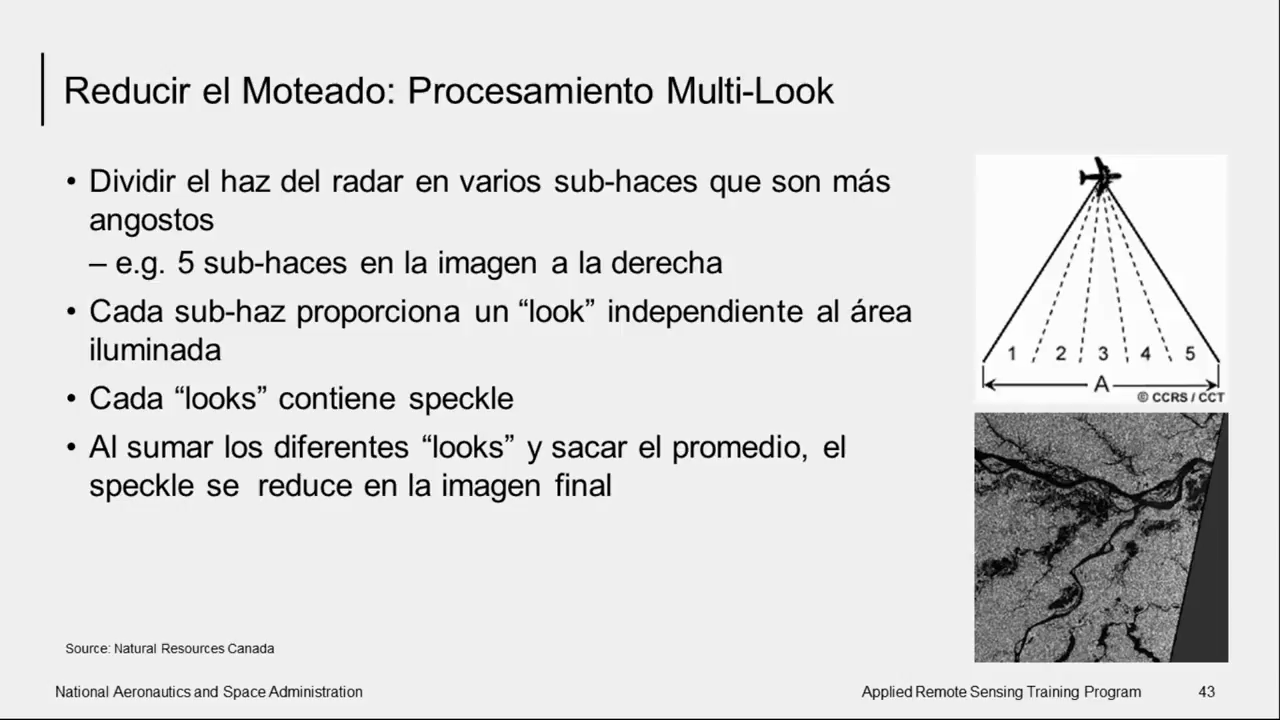 Reducir el Moteado: Procesamiento Multi-Look
• Dividir el haz del radar en varios sub-haces que son más
angostos
– e.g. 5 sub-haces en la imagen a la derecha
• Cada sub-haz proporciona un “look” independiente al área
iluminada
• Cada “looks” contiene speckle
• Al sumar los diferentes “looks” y sacar el promedio, el
speckle se reduce en la imagen final
1 2 3 4 5
A
© CCRS / CCT
Source: Natural Resources Canada
National Aeronautics and Space Administration
Applied Remote Sensing Training Program 43